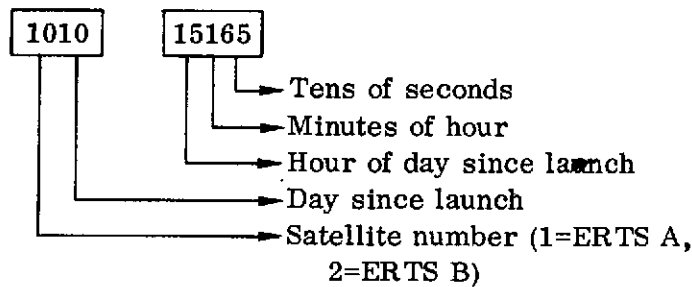 1010 15165
Tens of seconds
Minutes of hour
Hour of day since launch
Day since launch
Satellite number (1=ERTS A,
2=ERTS B)